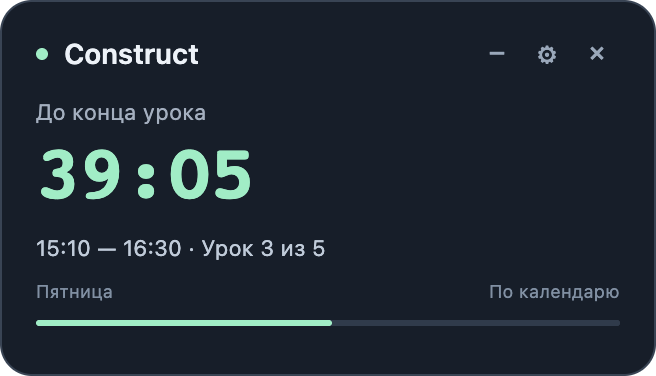 Construct
До конца урока
39:05
15:10 — 16:30 · Урок 3 из 5
Пятница По календарю